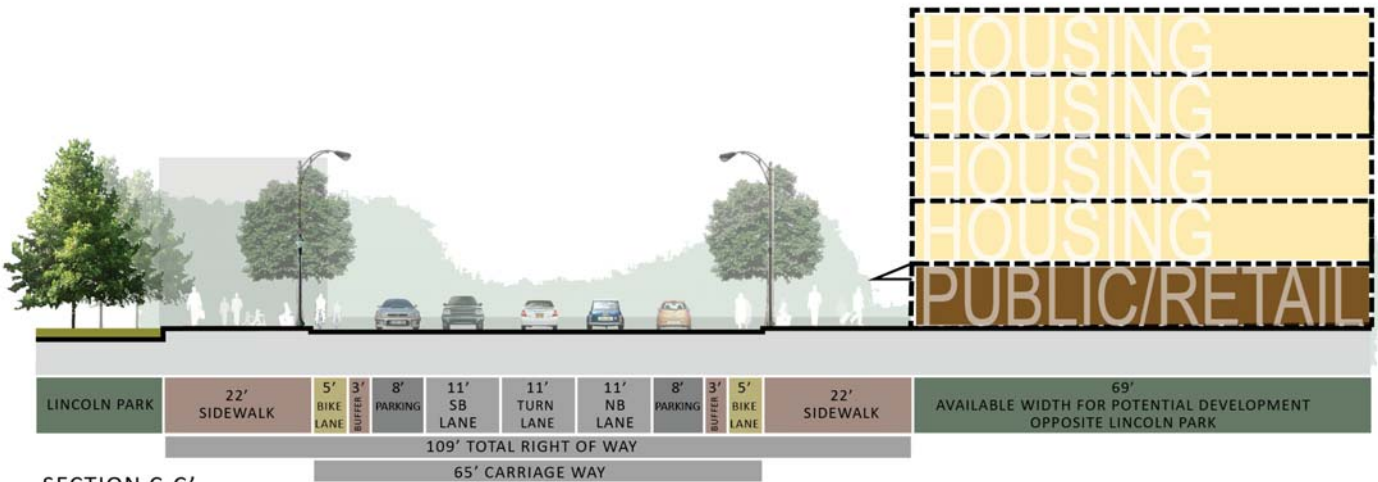 HOUSING
HOUSING
HOUSING
HOUSING
PUBLIC/RETAIL
LINCOLN PARK
22'
SIDEWALK
5'
BIKE
LANE
3'
BUFFER
8'
PARKING
11'
SB
LANE
11'
TURN
LANE
11'
NB
LANE
8'
PARKING
3'
BUFFER
5'
BIKE
LANE
22'
SIDEWALK
69'
AVAILABLE WIDTH FOR POTENTIAL DEVELOPMENT
OPPOSITE LINCOLN PARK
109' TOTAL RIGHT OF WAY
65' CARRIAGE WAY